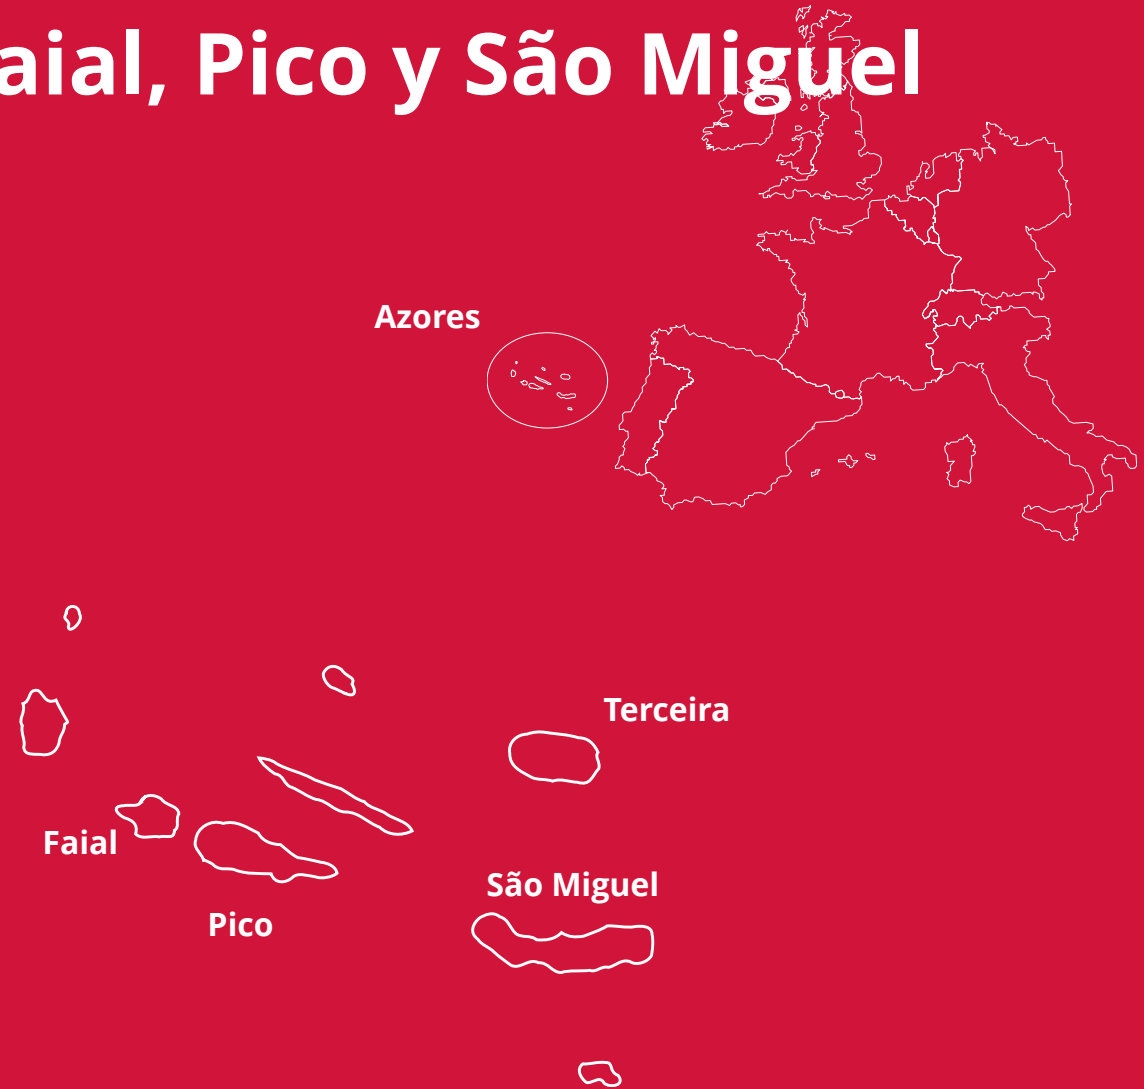 aial, Pico y São Miguel
Azores
Terceira
Faial
São Miguel
Pico